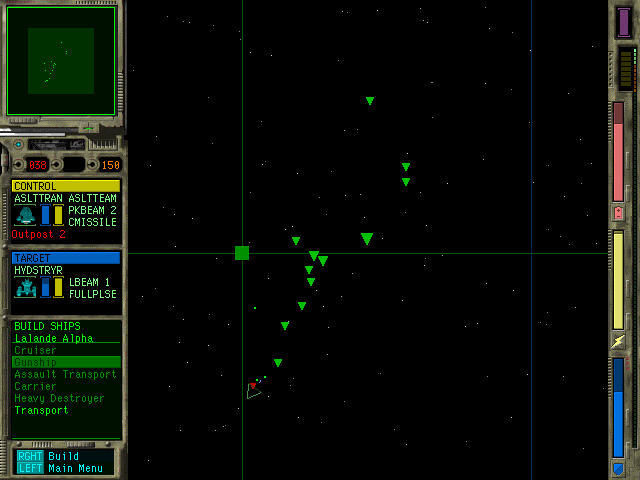 038 150
CONTROL
ASLTTRAN ASLTTEAM
PKBEAM 2
CMISSILE
Outpost 2
TARGET
HVDSTRYR
LBEAM 1
FULLPLSE
BUILD SHIPS
Lalande Alpha
Cruiser
Gunship
Assault Transport
Carrier
Heavy Destroyer
Transport
RGHT Build
LEFT Main Menu